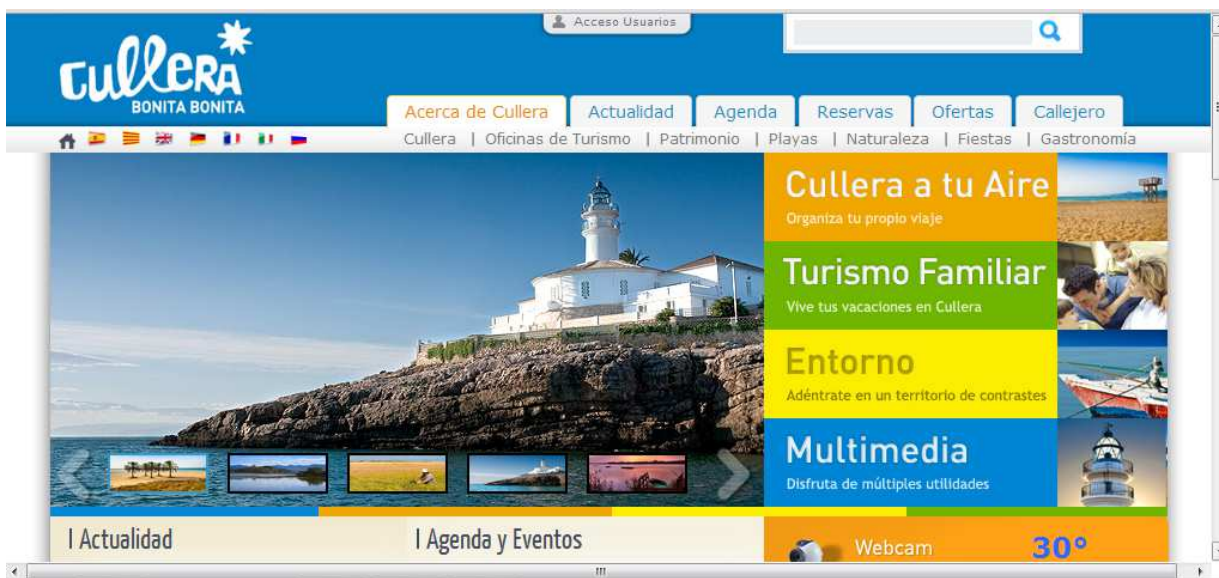 Acceso Usuarios
cullera
BONITA BONITA
Acerca de Cullera Actualidad Agenda Reservas Ofertas Callejero
Cullera | Oficinas de Turismo | Patrimonio | Playas | Naturaleza | Fiestas | Gastronomía
Cullera a tu Aire
Organiza tu propio viaje
Turismo Familiar
Vive tus vacaciones en Cullera
Entorno
Adéntrate en un territorio de contrastes
Multimedia
Disfruta de múltiples utilidades
| Actualidad
| Agenda y Eventos
Webcam 30°